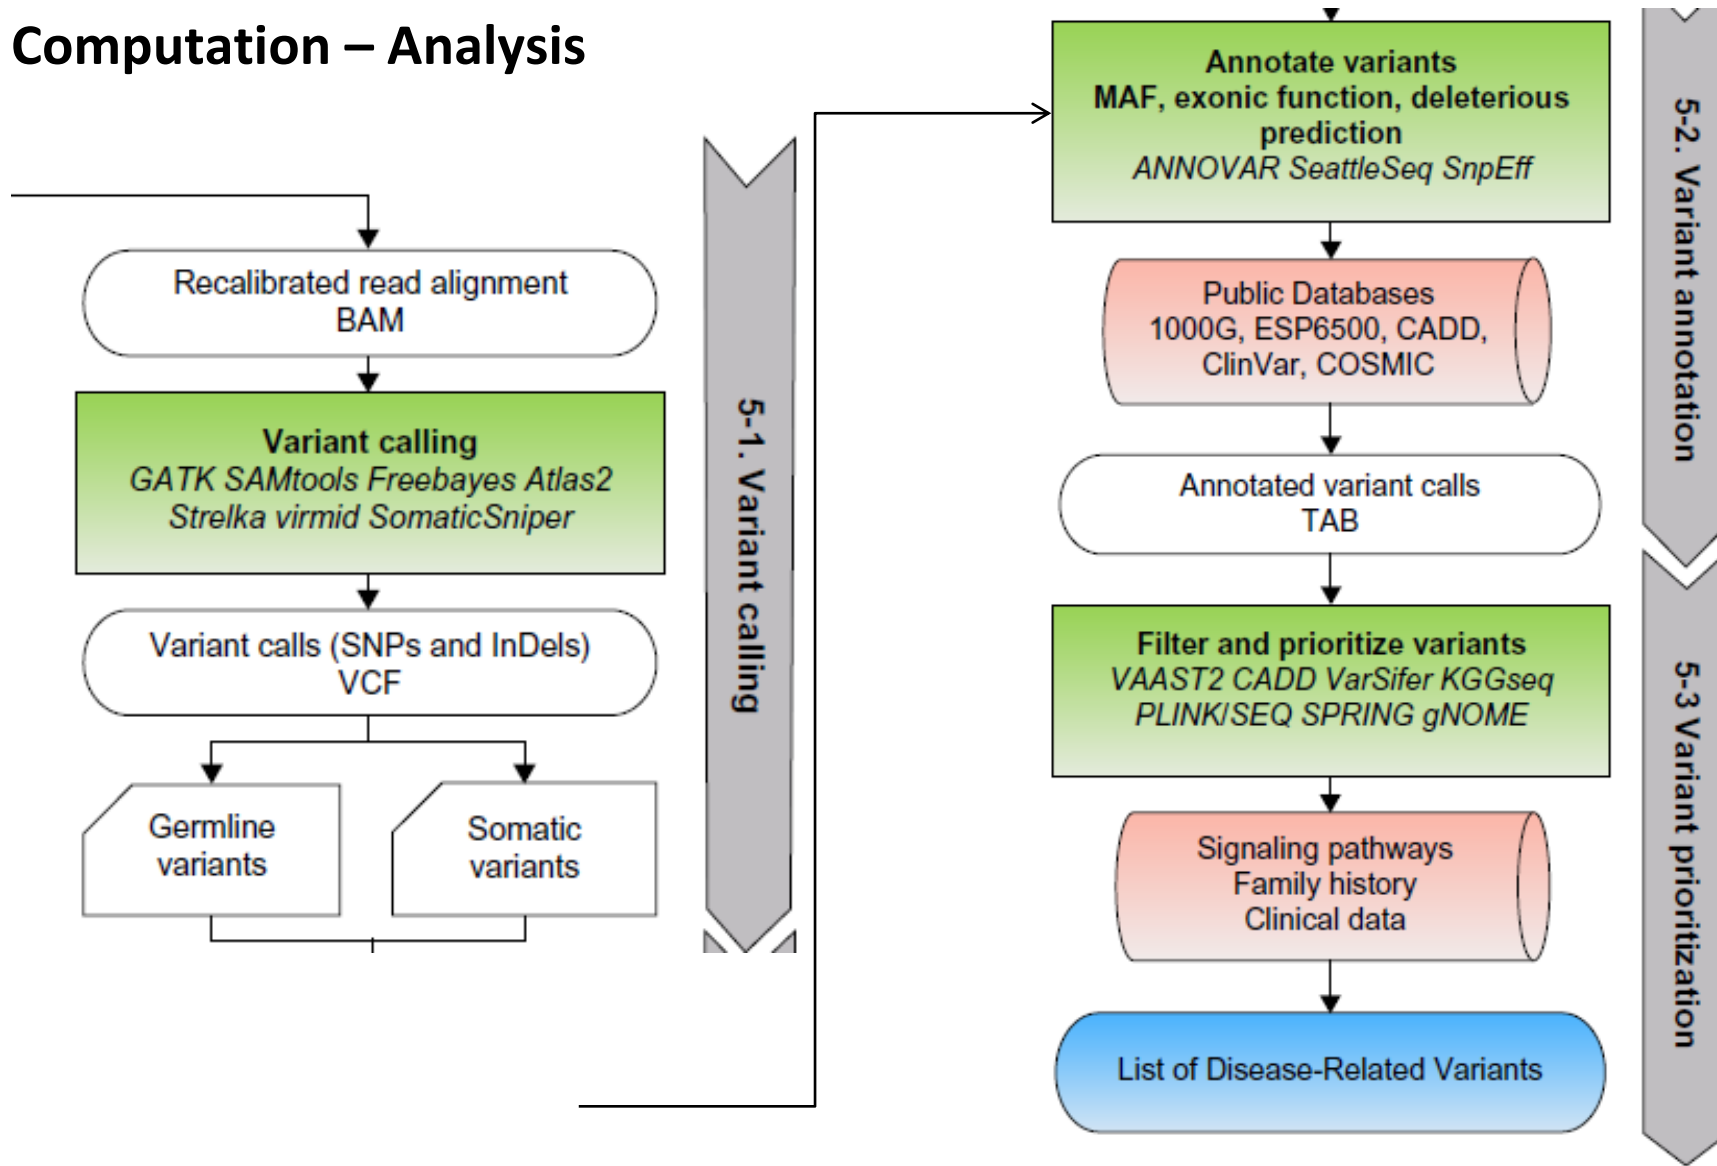 Computation – Analysis
Recalibrated read alignment
BAM
Variant calling
GATK SAMtools Freebayes Atlas2
Strelka virmid SomaticSniper
Variant calls (SNPs and InDels)
VCF
Germline
variants
Somatic
variants
5-1. Variant calling
Annotate variants
MAF, exonic function, deleterious
prediction
ANNOVAR SeattleSeq SnpEff
Public Databases
1000G, ESP6500, CADD,
ClinVar, COSMIC
Annotated variant calls
TAB
5-2. Variant annotation
Filter and prioritize variants
VAAST2 CADD VarSifer KGGseq
PLINK/SEQ SPRING gNOME
Signaling pathways
Family history
Clinical data
List of Disease-Related Variants
5-3 Variant prioritization